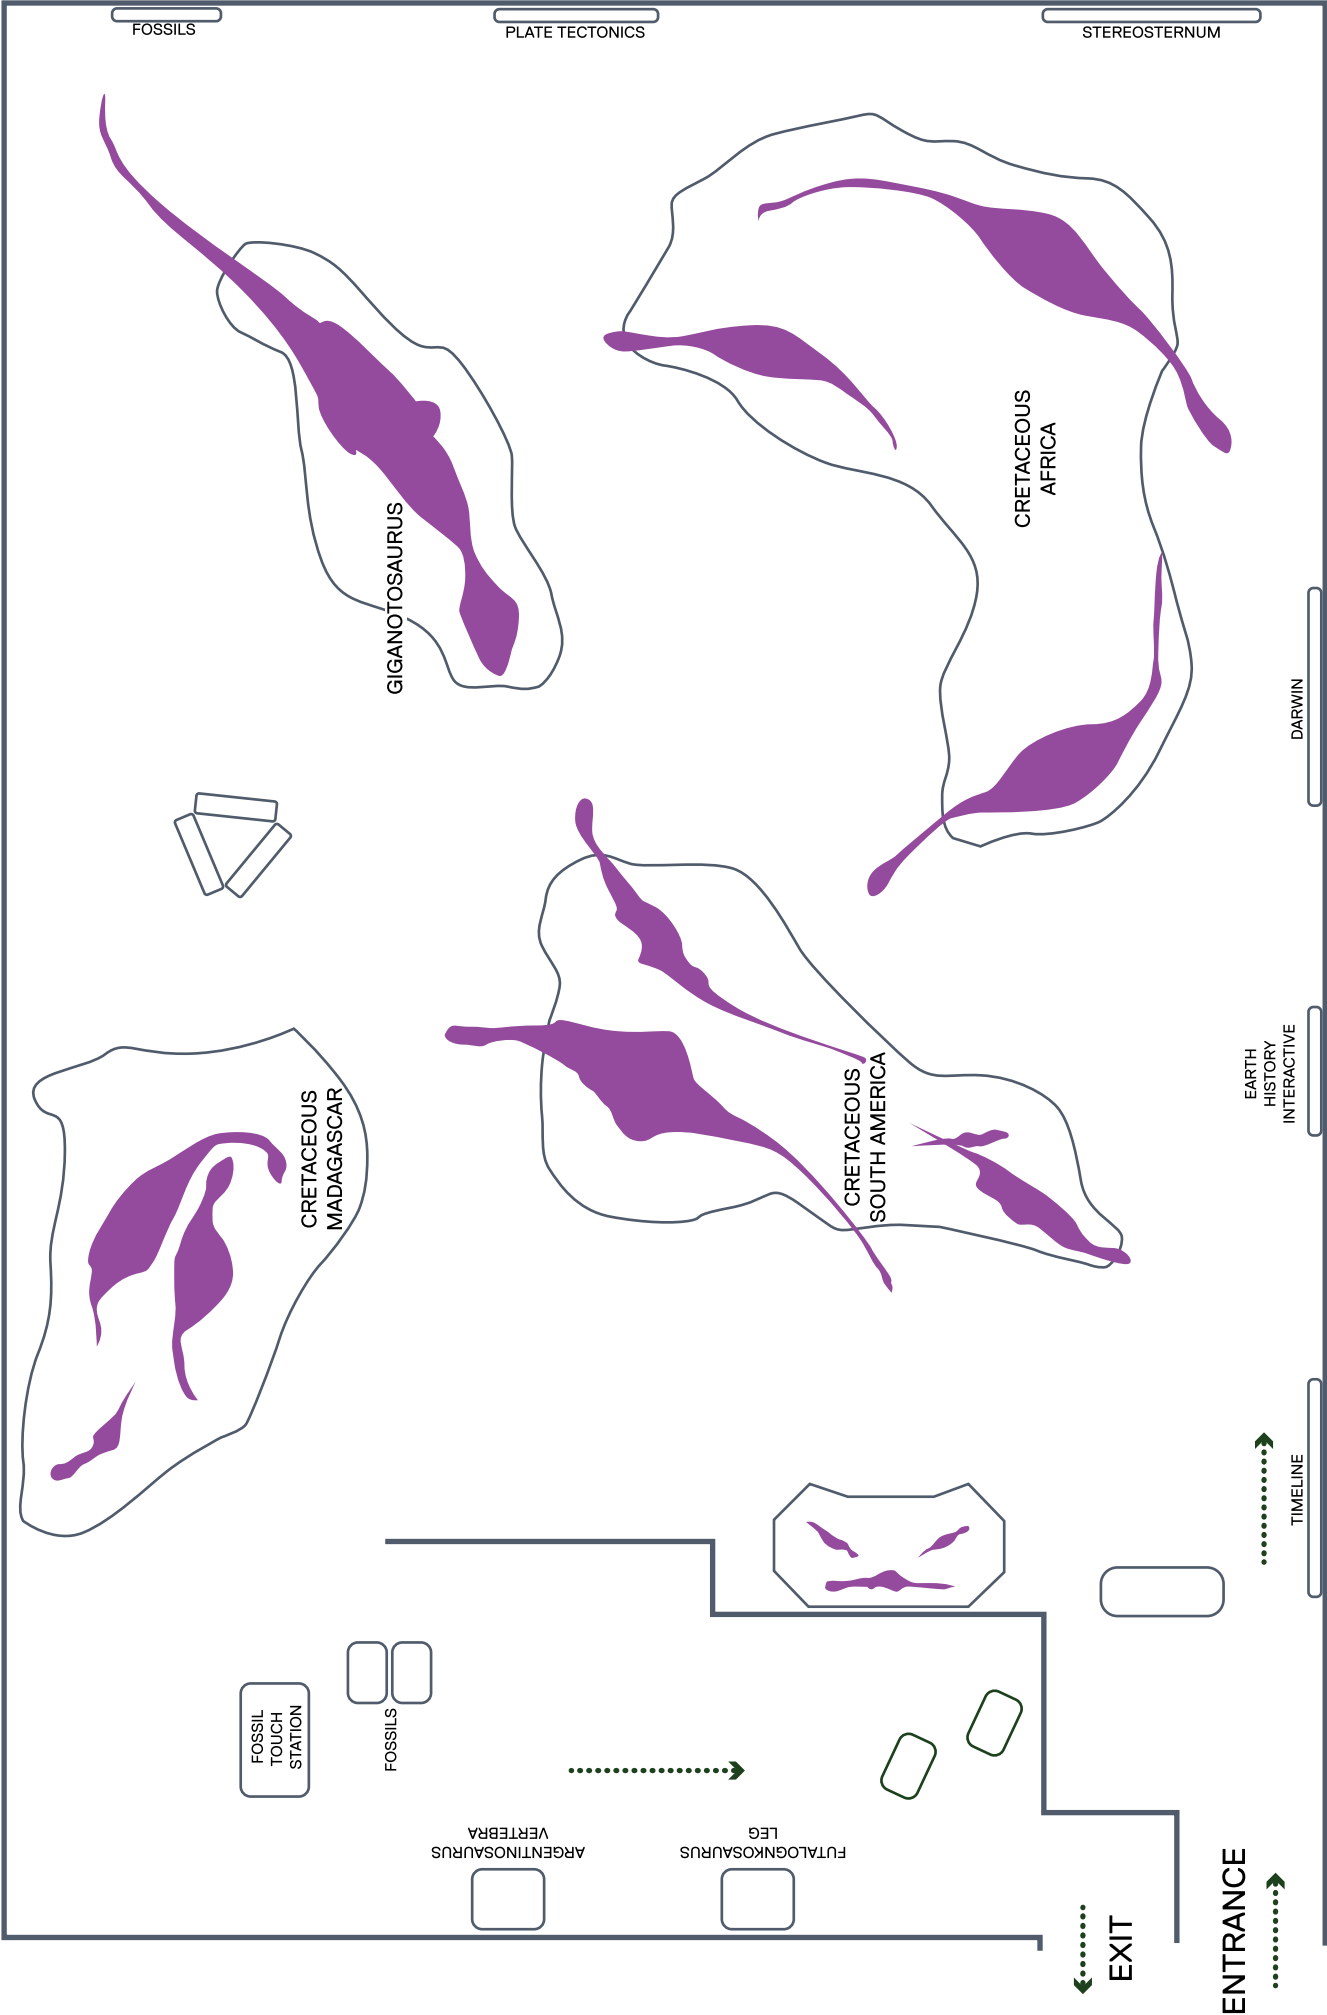 FOSSILS
PLATE TECTONICS
STEREOSTERNUM
CRETACEOUS
AFRICA
GIGANOTOSAURUS
DARWIN
EARTH
HISTORY
INTERACTIVE
CRETACEOUS
MADAGASCAR
CRETACEOUS
SOUTH AMERICA
TIMELINE
FOSSIL
TOUCH
STATION
FOSSILS
ARGENTINOSAURUS
VERTEBRA
FUTALOGNKOSAURUS
LEG
EXIT
ENTRANCE